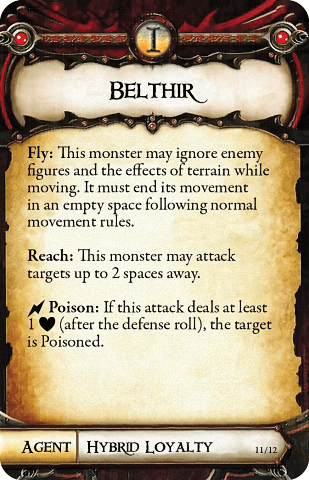 I
BELTHIR
Fly: This monster may ignore enemy
figures and the effects of terrain while
moving. It must end its movement
in an empty space following normal
movement rules.
Reach: This monster may attack
targets up to 2 spaces away.
Poison: If this attack deals at least
1 ♥ (after the defense roll), the target
is Poisoned.
AGENT HYBRID LOYALTY 11/12